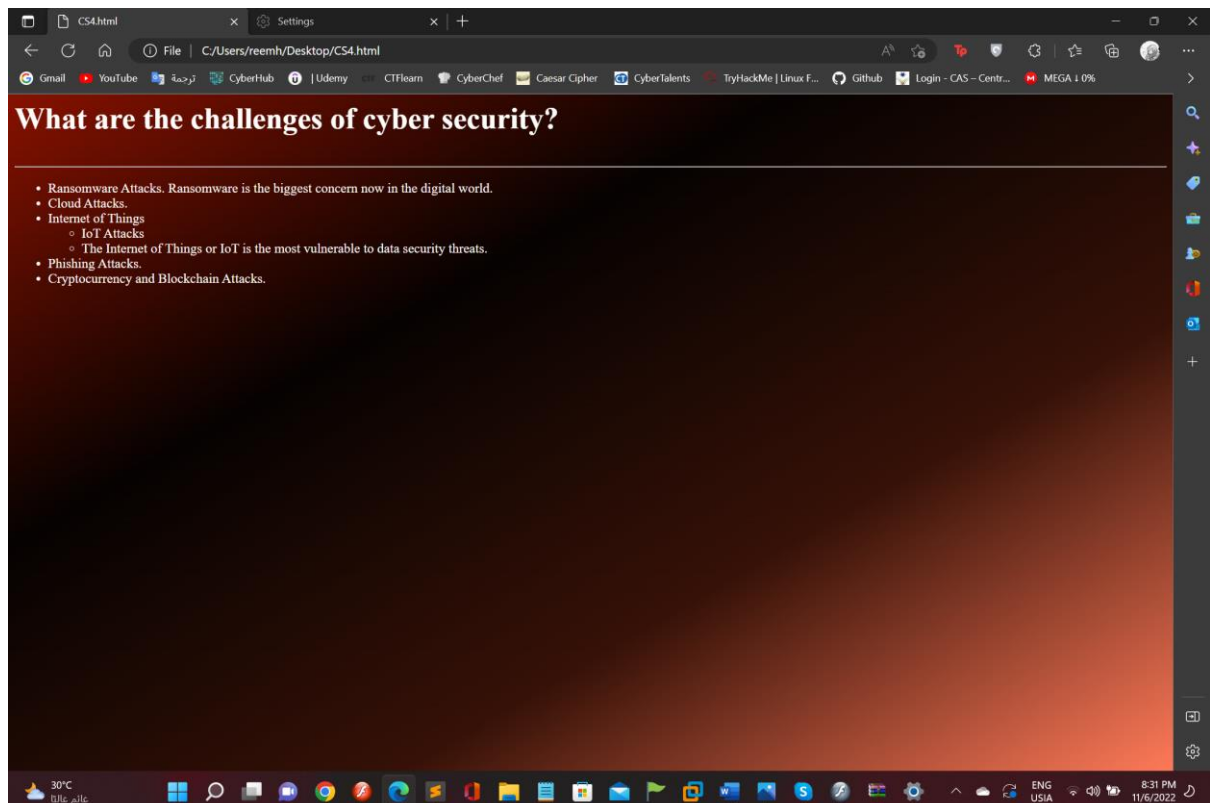 CS4.html
Settings
File | C:/Users/reemh/Desktop/CS4.html
Gmail YouTube ترجمة CyberHub | Udemy CTFlearn CyberChef Caesar Cipher CyberTalents TryHackMe | Linux F... Github Login - CAS – Centr... MEGA ↓ 0%
What are the challenges of cyber security?
• Ransomware Attacks. Ransomware is the biggest concern now in the digital world.
• Cloud Attacks.
• Internet of Things
◦ IoT Attacks
◦ The Internet of Things or IoT is the most vulnerable to data security threats.
• Phishing Attacks.
• Cryptocurrency and Blockchain Attacks.
30°C
ENG
USIA
8:31 PM
11/6/2022